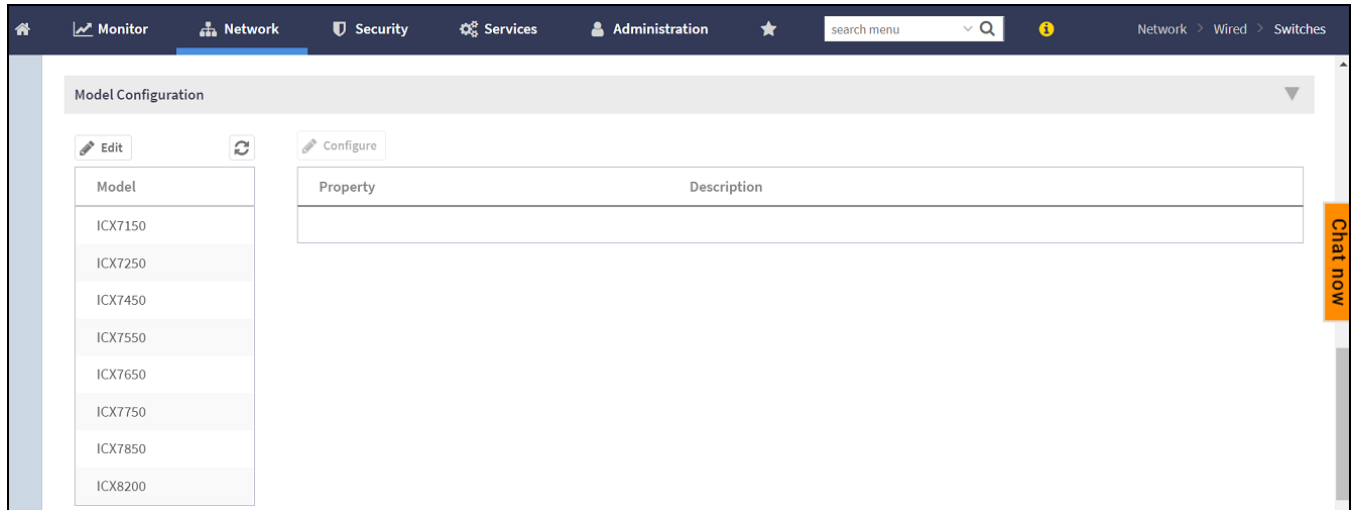 Monitor Network Security Services Administration search menu Network > Wired > Switches
Model Configuration
Edit Configure
Model Property Description
ICX7150
ICX7250
ICX7450
ICX7550
ICX7650
ICX7750
ICX7850
ICX8200
Chat now